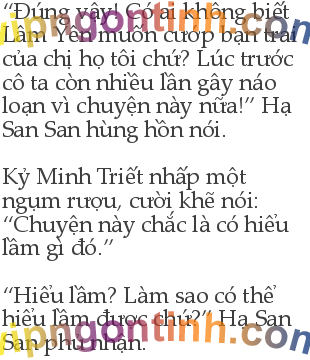 “Đúng vậy! Có ai không biết
Lâm Yên muốn cướp bạn trai
của chị họ tôi chứ? Lúc trước
cô ta còn nhiều lần gây náo
loạn vì chuyện này nữa!” Hạ
San San hùng hồn nói.
Kỷ Minh Triết nhấp một
ngụm rượu, cười khẽ nói:
“Chuyện này chắc là có hiểu
lầm gì đó.”
“Hiểu lầm? Làm sao có thể
hiểu lầm được chứ?” Hạ San
San phủ nhận.
vipngontinh.com
vipngontinh.com